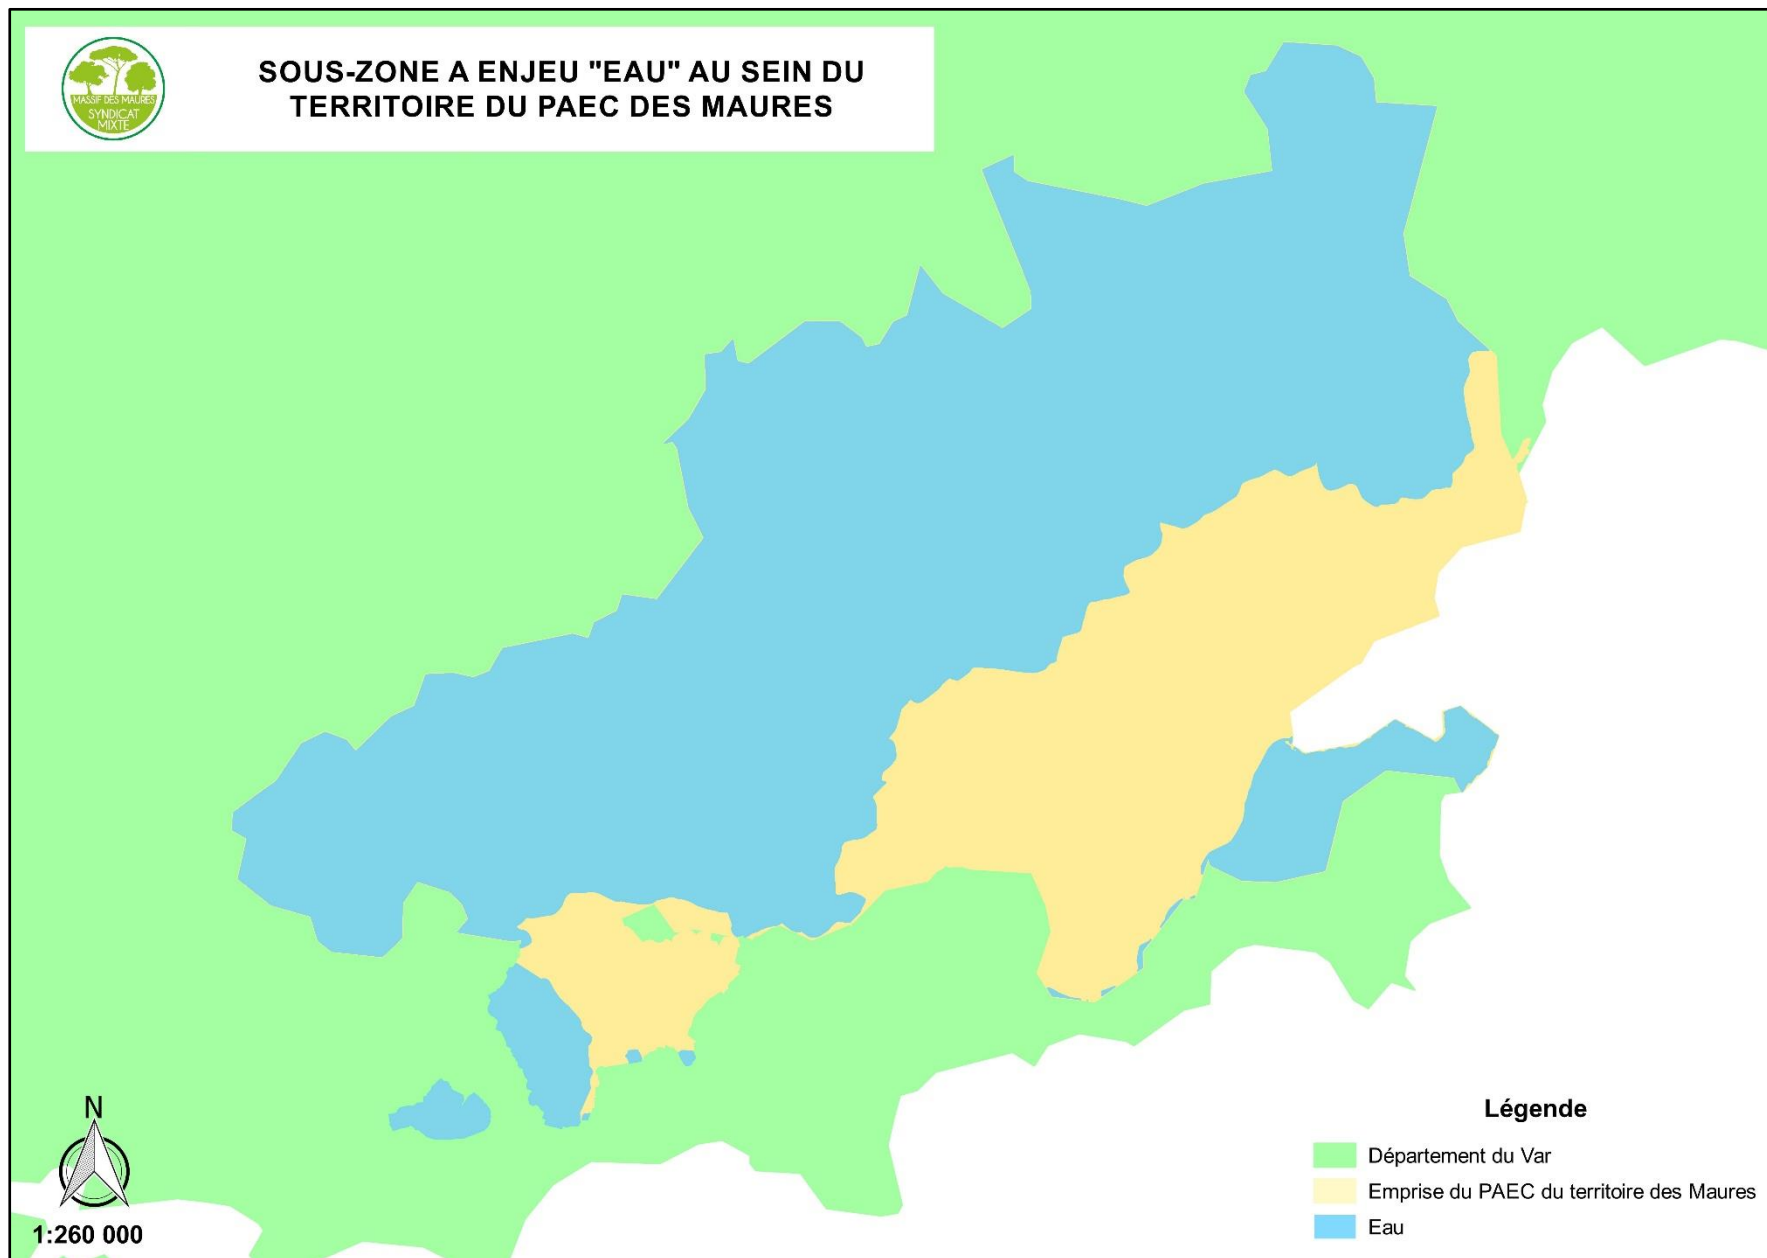 MASSIF DES MAURES
SYNDICAT
MIXTE
SOUS-ZONE A ENJEU "EAU" AU SEIN DU
TERRITOIRE DU PAEC DES MAURES
N
1:260 000
Légende
Département du Var
Emprise du PAEC du territoire des Maures
Eau